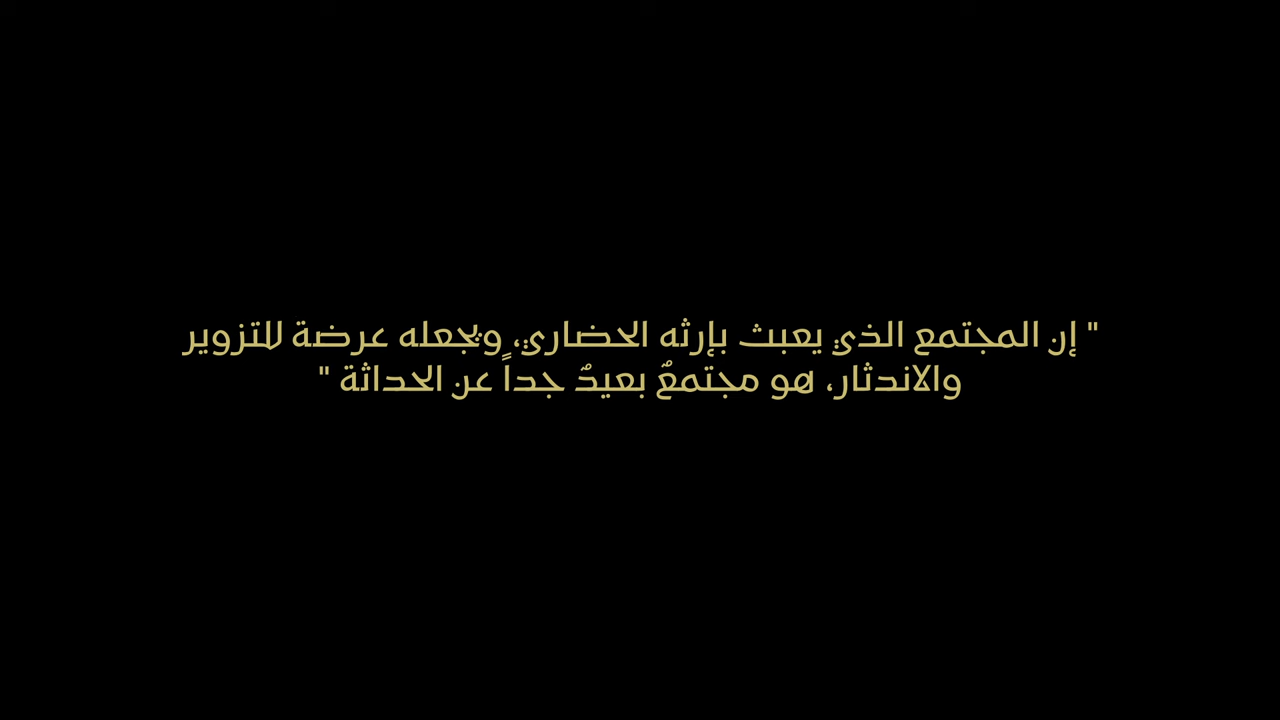 " إن المجتمع الذي يعبث بإرثه الحضاري، ويجعله عرضة للتزوير
والاندثار، هو مجتمعٌ بعيدٌ جداً عن الحداثة "